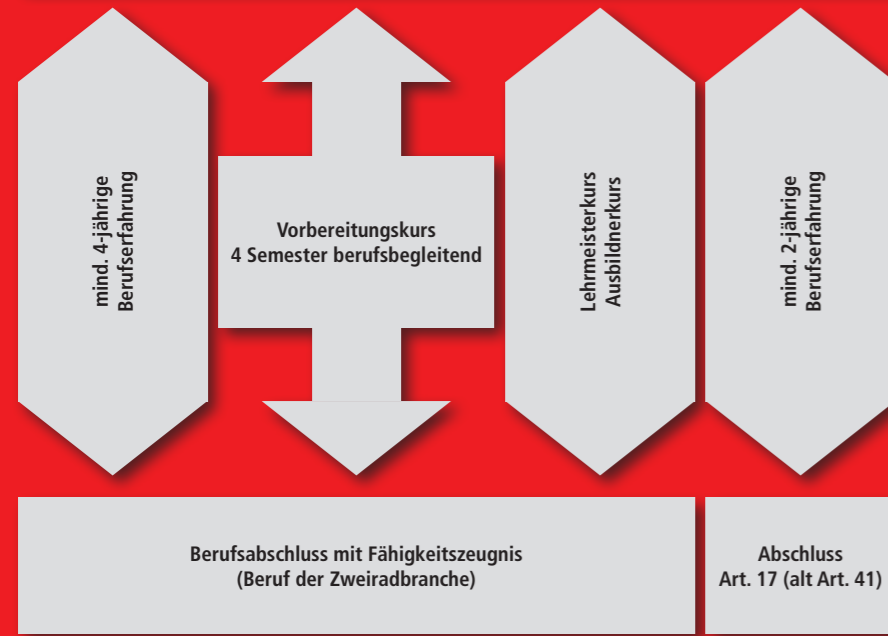 mind. 4-jährige
Berufserfahrung
Vorbereitungskurs
4 Semester berufsbegleitend
Lehrmeisterkurs
Ausbildnerkurs
mind. 2-jährige
Berufserfahrung
Berufsabschluss mit Fähigkeitszeugnis
(Beruf der Zweiradbranche)
Abschluss
Art. 17 (alt Art. 41)